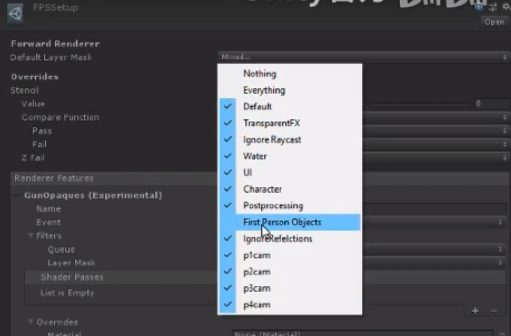 FPSSetup
Open
Forward Renderer
Default Layer Mask
Mixed...
Overrides
Stencil
Value
0
Compare Function
Pass
Fail
Z Fail
Nothing
Everything
Default
TransparentFX
Ignore Raycast
Water
UI
Character
Postprocessing
First Person Objects
IgnoreRefelctions
p1cam
p2cam
p3cam
p4cam
Renderer Features
GunOpaques (Experimental)
Name
Event
Filters
Queue
Layer Mask
Shader Passes
List is Empty
Overrides
Material
None (Material)